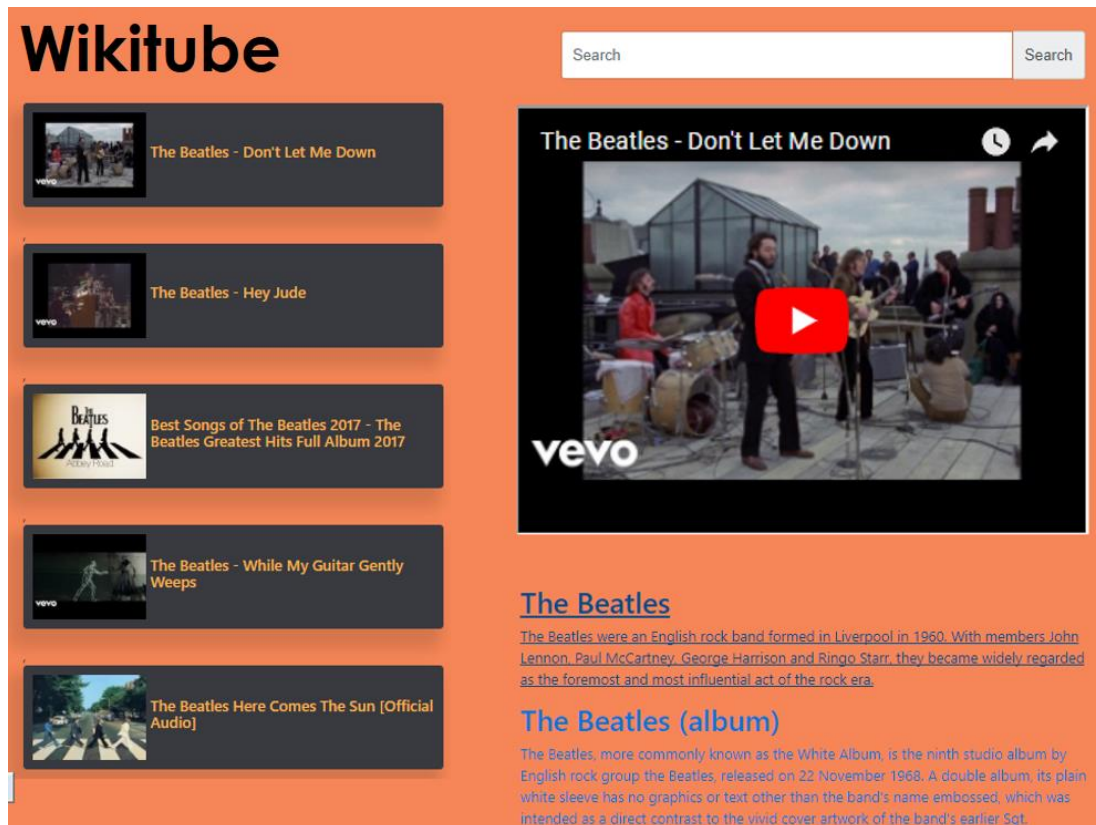 Wikitube
Search
Search
The Beatles - Don't Let Me Down
vevo
The Beatles - Hey Jude
vevo
THE
BEATLES
Abbey Road
Best Songs of The Beatles 2017 - The
Beatles Greatest Hits Full Album 2017
The Beatles - While My Guitar Gently
Weeps
vevo
The Beatles Here Comes The Sun [Official
Audio]
The Beatles - Don't Let Me Down
vevo
The Beatles
The Beatles were an English rock band formed in Liverpool in 1960. With members John
Lennon, Paul McCartney, George Harrison and Ringo Starr, they became widely regarded
as the foremost and most influential act of the rock era.
The Beatles (album)
The Beatles, more commonly known as the White Album, is the ninth studio album by
English rock group the Beatles, released on 22 November 1968. A double album, its plain
white sleeve has no graphics or text other than the band's name embossed, which was
intended as a direct contrast to the vivid cover artwork of the band's earlier Sgt.